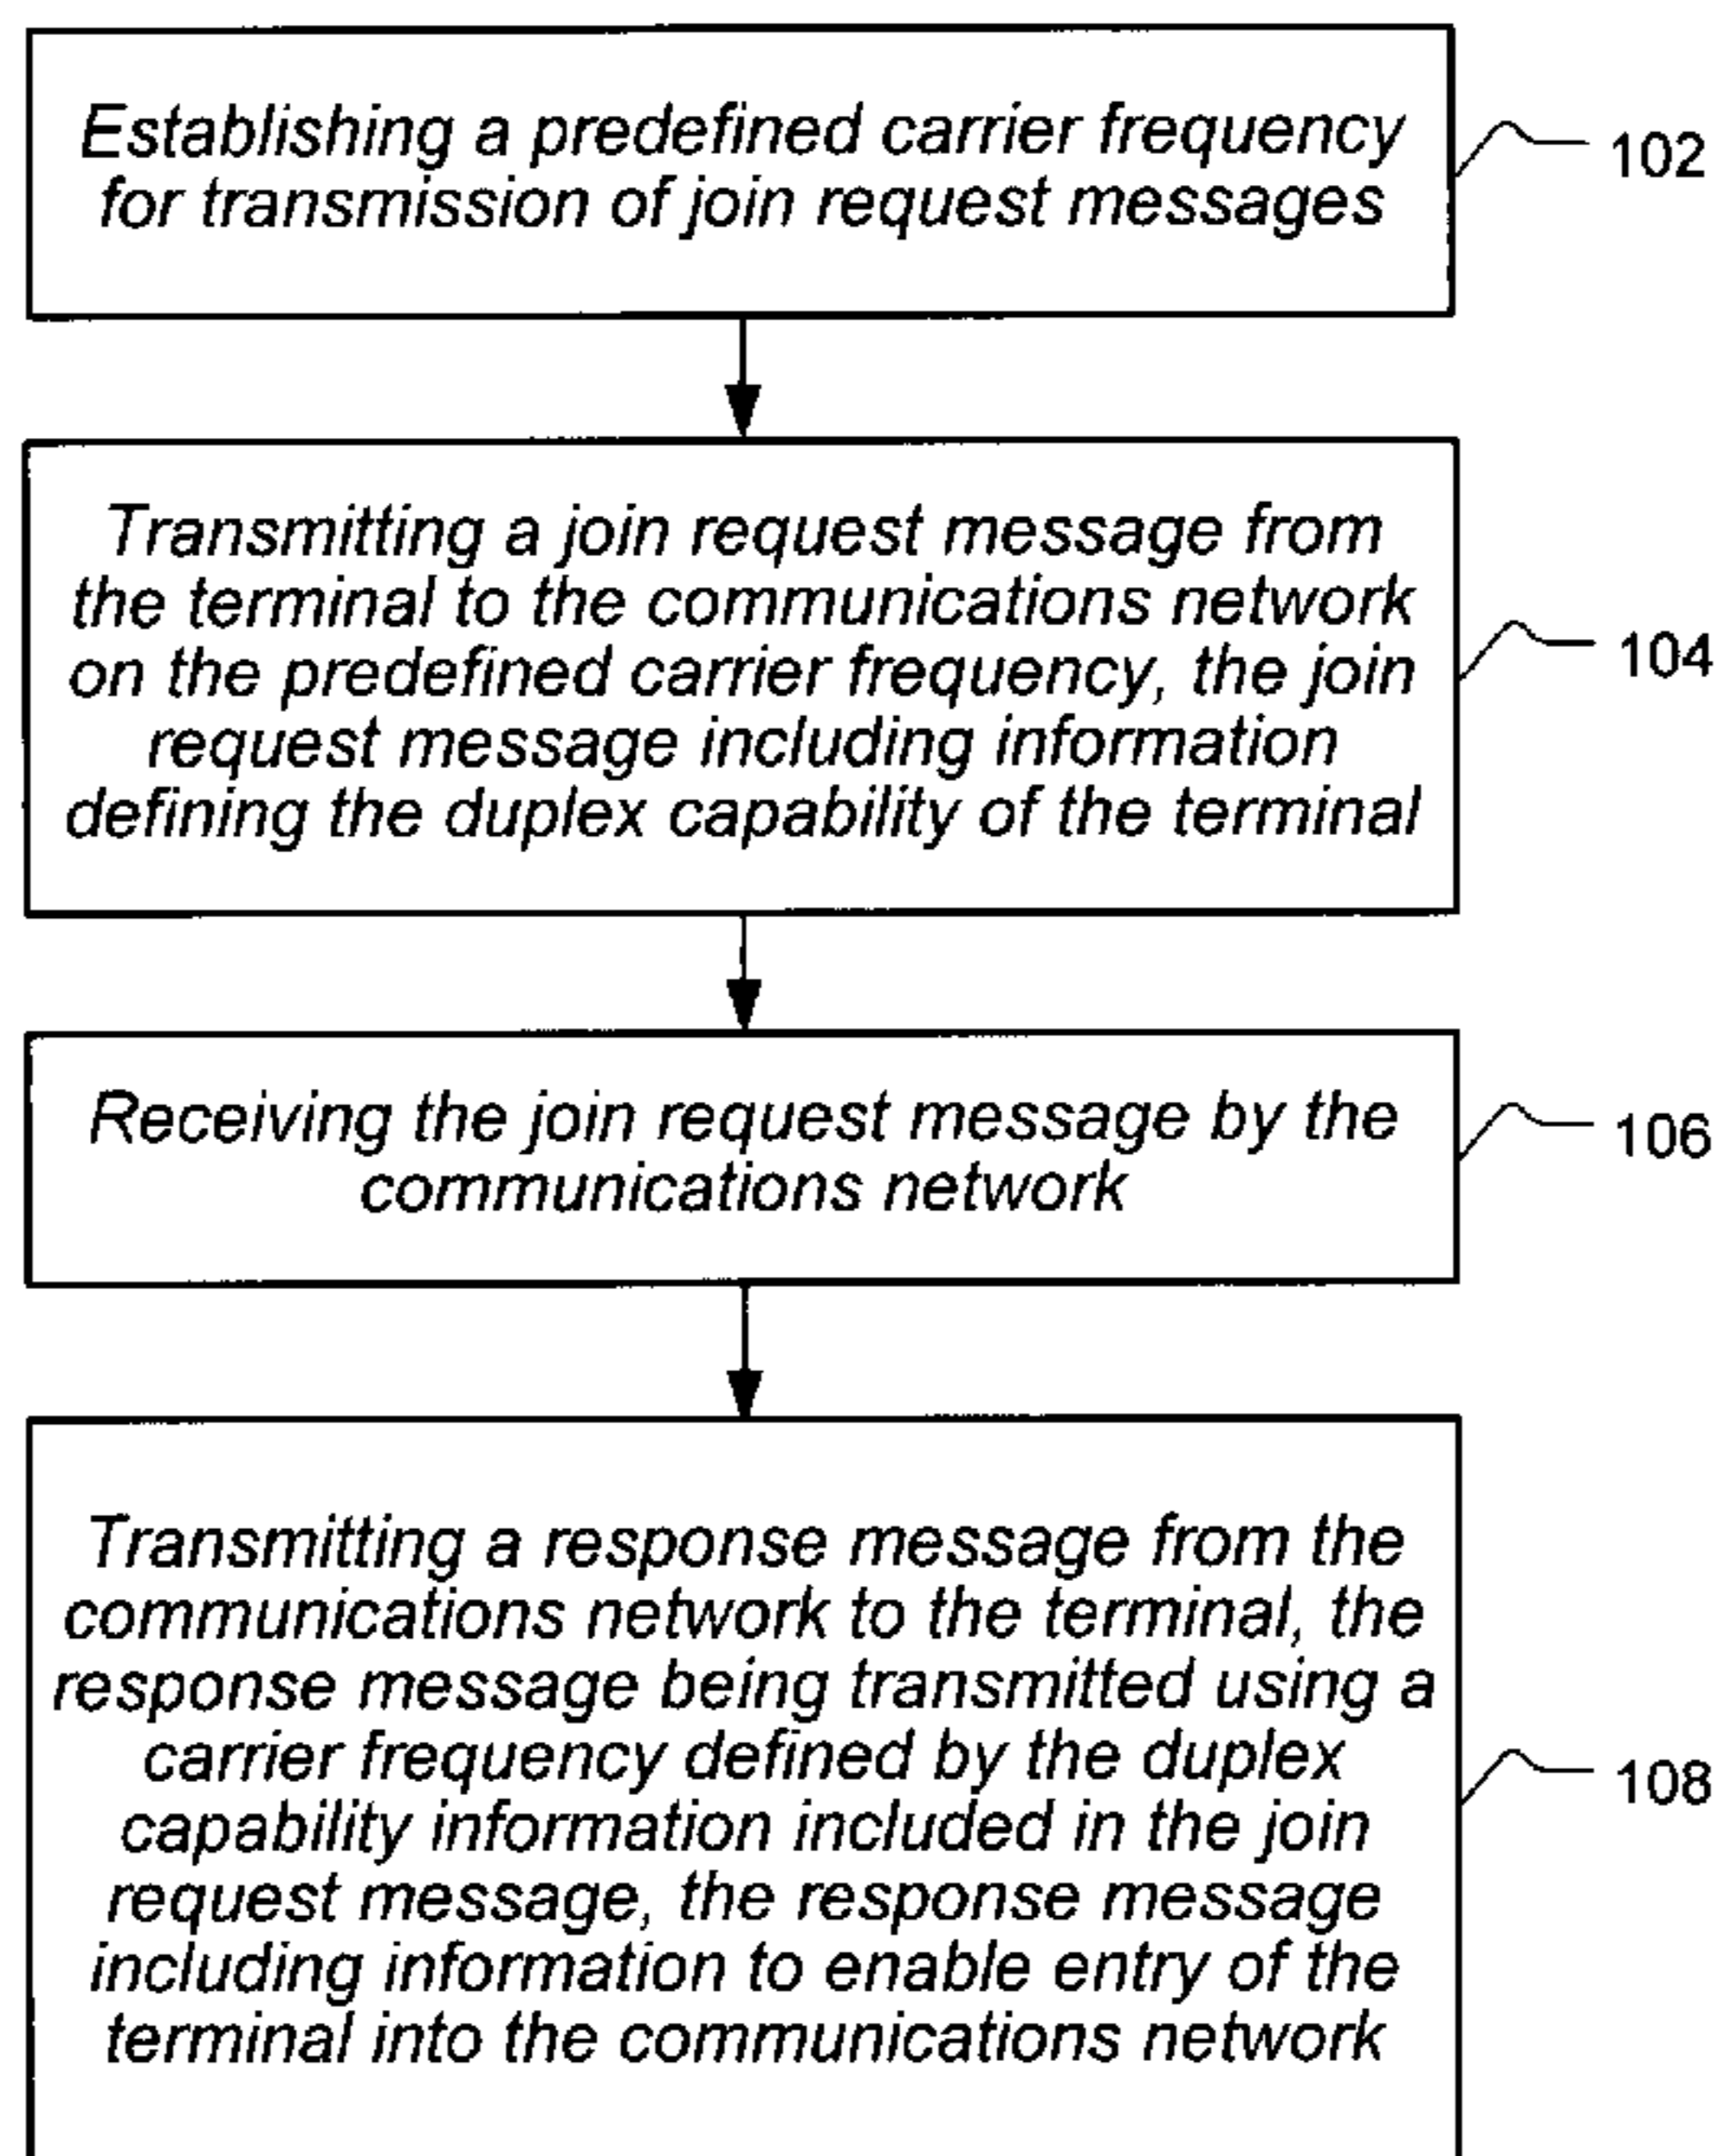 Establishing a predefined carrier frequency
for transmission of join request messages
102
Transmitting a join request message from
the terminal to the communications network
on the predefined carrier frequency, the join
request message including information
defining the duplex capability of the terminal
104
Receiving the join request message by the
communications network
106
Transmitting a response message from the
communications network to the terminal, the
response message being transmitted using a
carrier frequency defined by the duplex
capability information included in the join
request message, the response message
including information to enable entry of the
terminal into the communications network
108